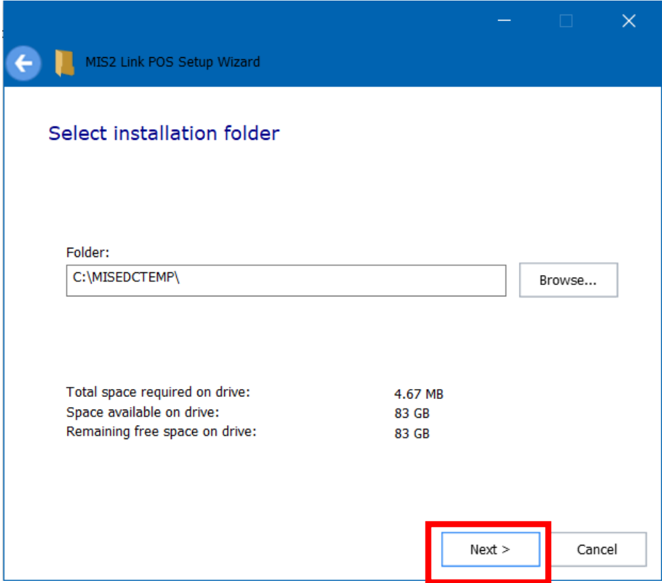 MIS2 Link POS Setup Wizard
Select installation folder
Folder:
C:\MISEDCTEMP\
Browse...
Total space required on drive: 4.67 MB
Space available on drive: 83 GB
Remaining free space on drive: 83 GB
Next >
Cancel